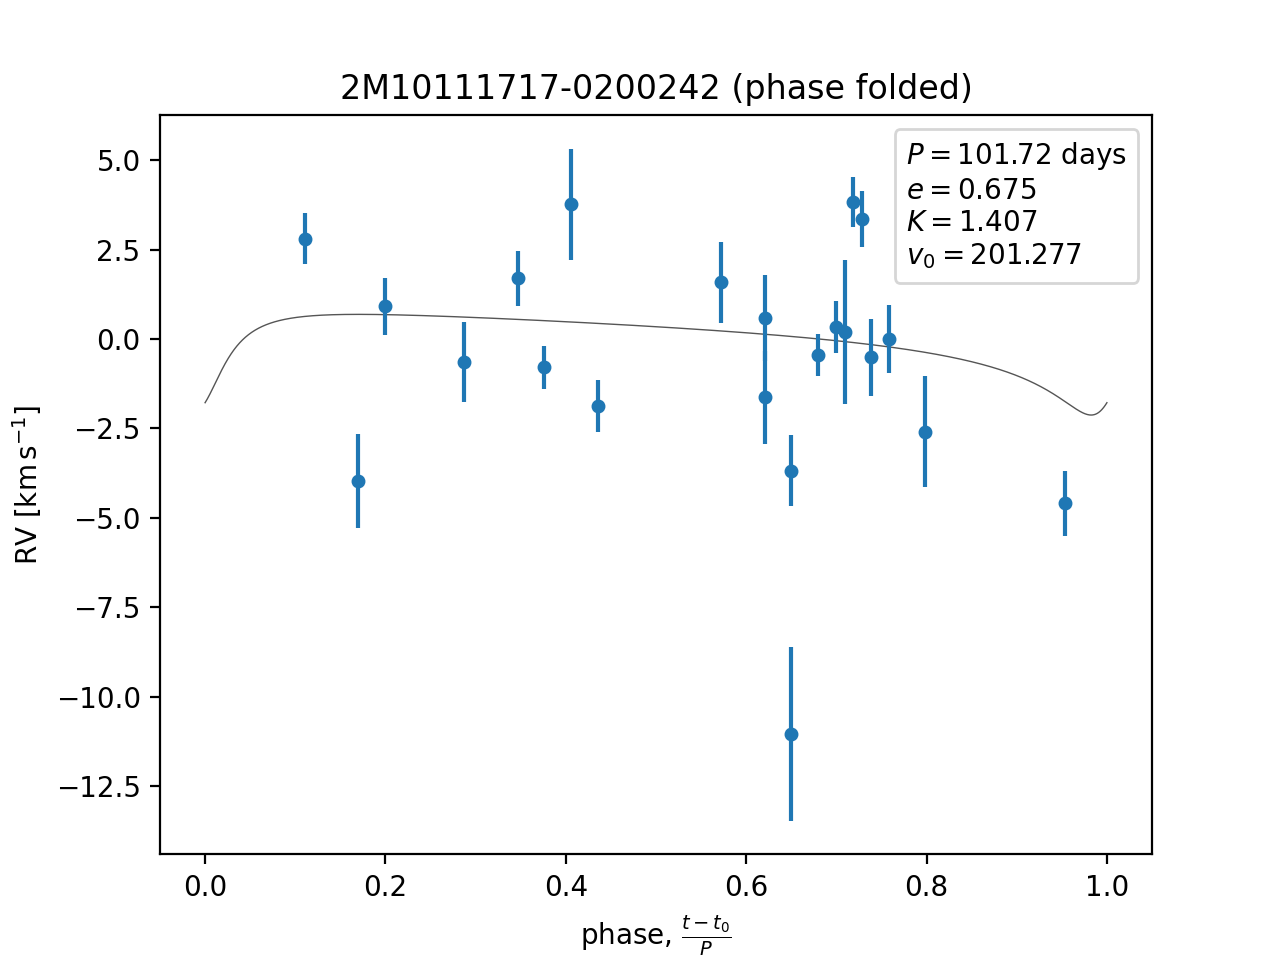 2M10111717-0200242 (phase folded)
P = 101.72 days
e = 0.675
K = 1.407
v₀ = 201.277
5.0
2.5
0.0
−2.5
−5.0
−7.5
−10.0
−12.5
RV [km s⁻¹]
0.0 0.2 0.4 0.6 0.8 1.0
phase, (t − t₀)/P